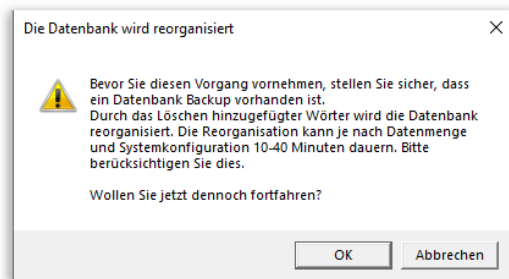 Die Datenbank wird reorganisiert
Bevor Sie diesen Vorgang vornehmen, stellen Sie sicher, dass
ein Datenbank Backup vorhanden ist.
Durch das Löschen hinzugefügter Wörter wird die Datenbank
reorganisiert. Die Reorganisation kann je nach Datenmenge
und Systemkonfiguration 10-40 Minuten dauern. Bitte
berücksichtigen Sie dies.
Wollen Sie jetzt dennoch fortfahren?
OK
Abbrechen